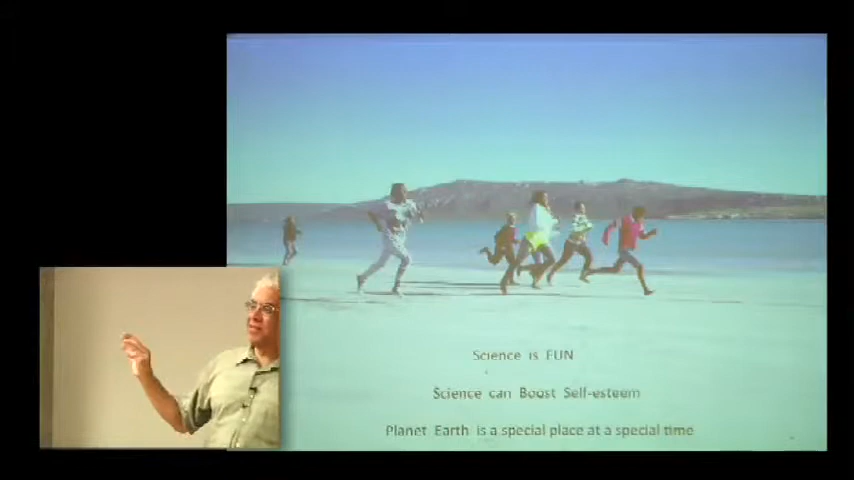 Science is FUN
Science can Boost Self-esteem
Planet Earth is a special place at a special time